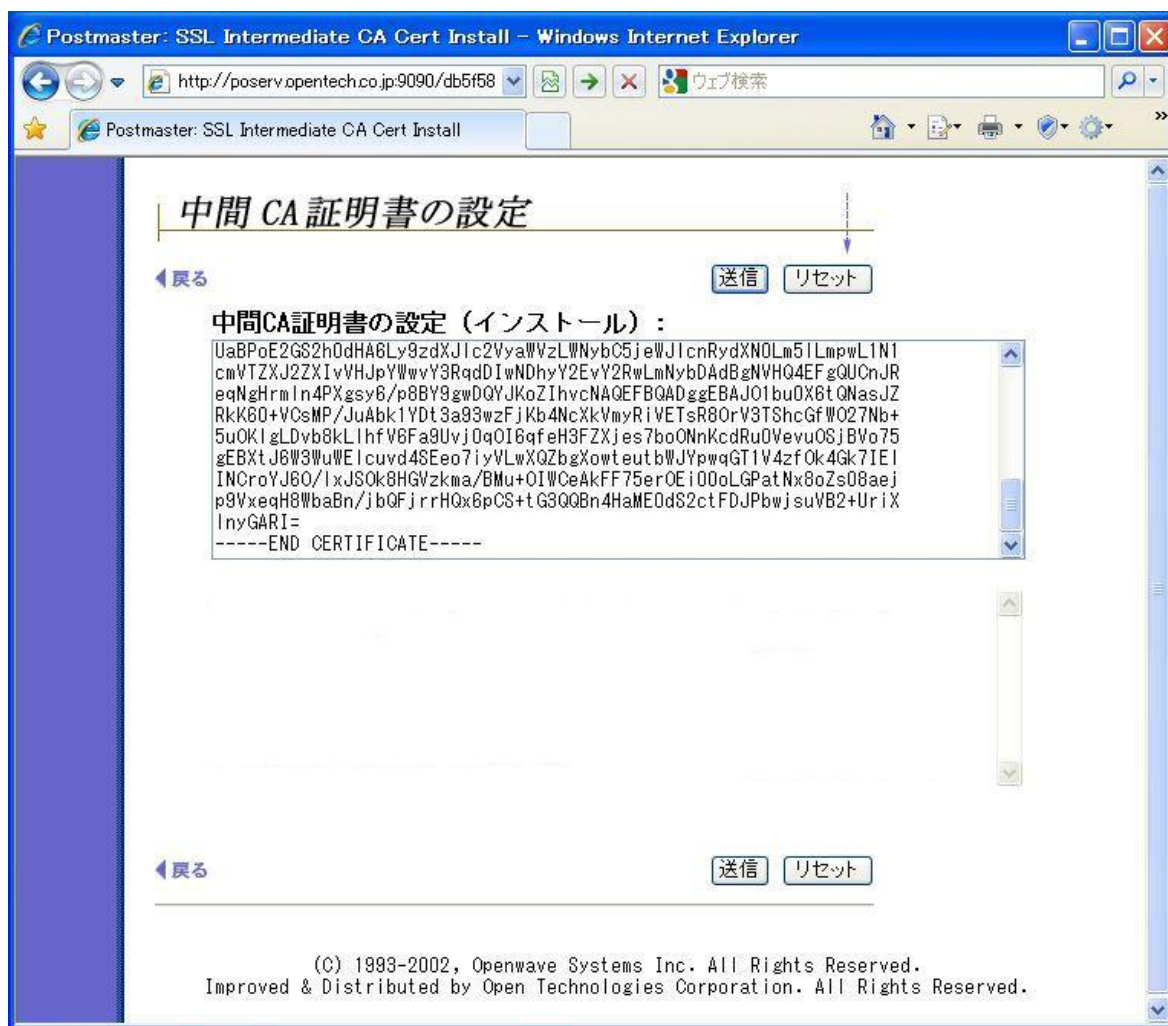 Postmaster: SSL Intermediate CA Cert Install - Windows Internet Explorer
http://poserv.opentech.co.jp:9090/db5f58
ウェブ検索
Postmaster: SSL Intermediate CA Cert Install
中間 CA 証明書の設定
戻る
送信 リセット
中間CA証明書の設定（インストール）:
UaBPoE2GS2h0dHA6Ly9zdXJlc2VyaWVzLWNybC5jeWJlcnRydXN0Lm5lLmpwL1N1
cmVTZXJ2ZXIvVHJpYWwvY3RqdDIwNDhyY2EvY2RwLmNybDAdBgNVHQ4EFgQUCnJR
eqNgHrmln4PXgsy6/p8BY9gwDQYJKoZIhvcNAQEFBQADggEBAJO1bu0X6tQNasJZ
RkK60+VCsMP/JuAbk1YDt3a93wzFjKb4NcXkVmyRiVETsR8OrV3TShcGfWO27Nb+
5uOKlgLDvb8kLlhfV6Fa9Uvj0qOI6qfeH3FZXjes7boONnKcdRu0VevuOSjBVo75
gEBXtJ6W3WuWElcuvd4SEeo7iyVLwXQZbgXowteutbWJYpwqGT1V4zfOk4Gk7IEl
INCroYJ6O/lxJSOk8HGVzkma/BMu+OIWCeAkFF75erOEi0OoLGPatNx8oZsO8aej
p9VxeqH8WbaBn/jbQFjrrHQx6pCS+tG3QQBn4HaMEOdS2ctFDJPbwjsuVB2+UriX
lnyGARI=
-----END CERTIFICATE-----
戻る
送信 リセット
(C) 1993-2002, Openwave Systems Inc. All Rights Reserved.
Improved & Distributed by Open Technologies Corporation. All Rights Reserved.